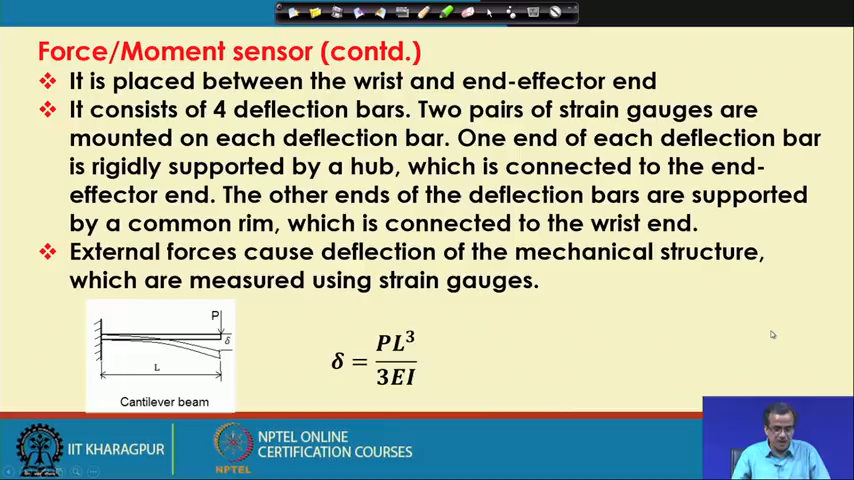 Force/Moment sensor (contd.)
❖ It is placed between the wrist and end-effector end
❖ It consists of 4 deflection bars. Two pairs of strain gauges are
mounted on each deflection bar. One end of each deflection bar
is rigidly supported by a hub, which is connected to the end-
effector end. The other ends of the deflection bars are supported
by a common rim, which is connected to the wrist end.
❖ External forces cause deflection of the mechanical structure,
which are measured using strain gauges.
P
δ
L
Cantilever beam
δ = PL³/3EI
IIT KHARAGPUR
NPTEL
NPTEL ONLINE
CERTIFICATION COURSES